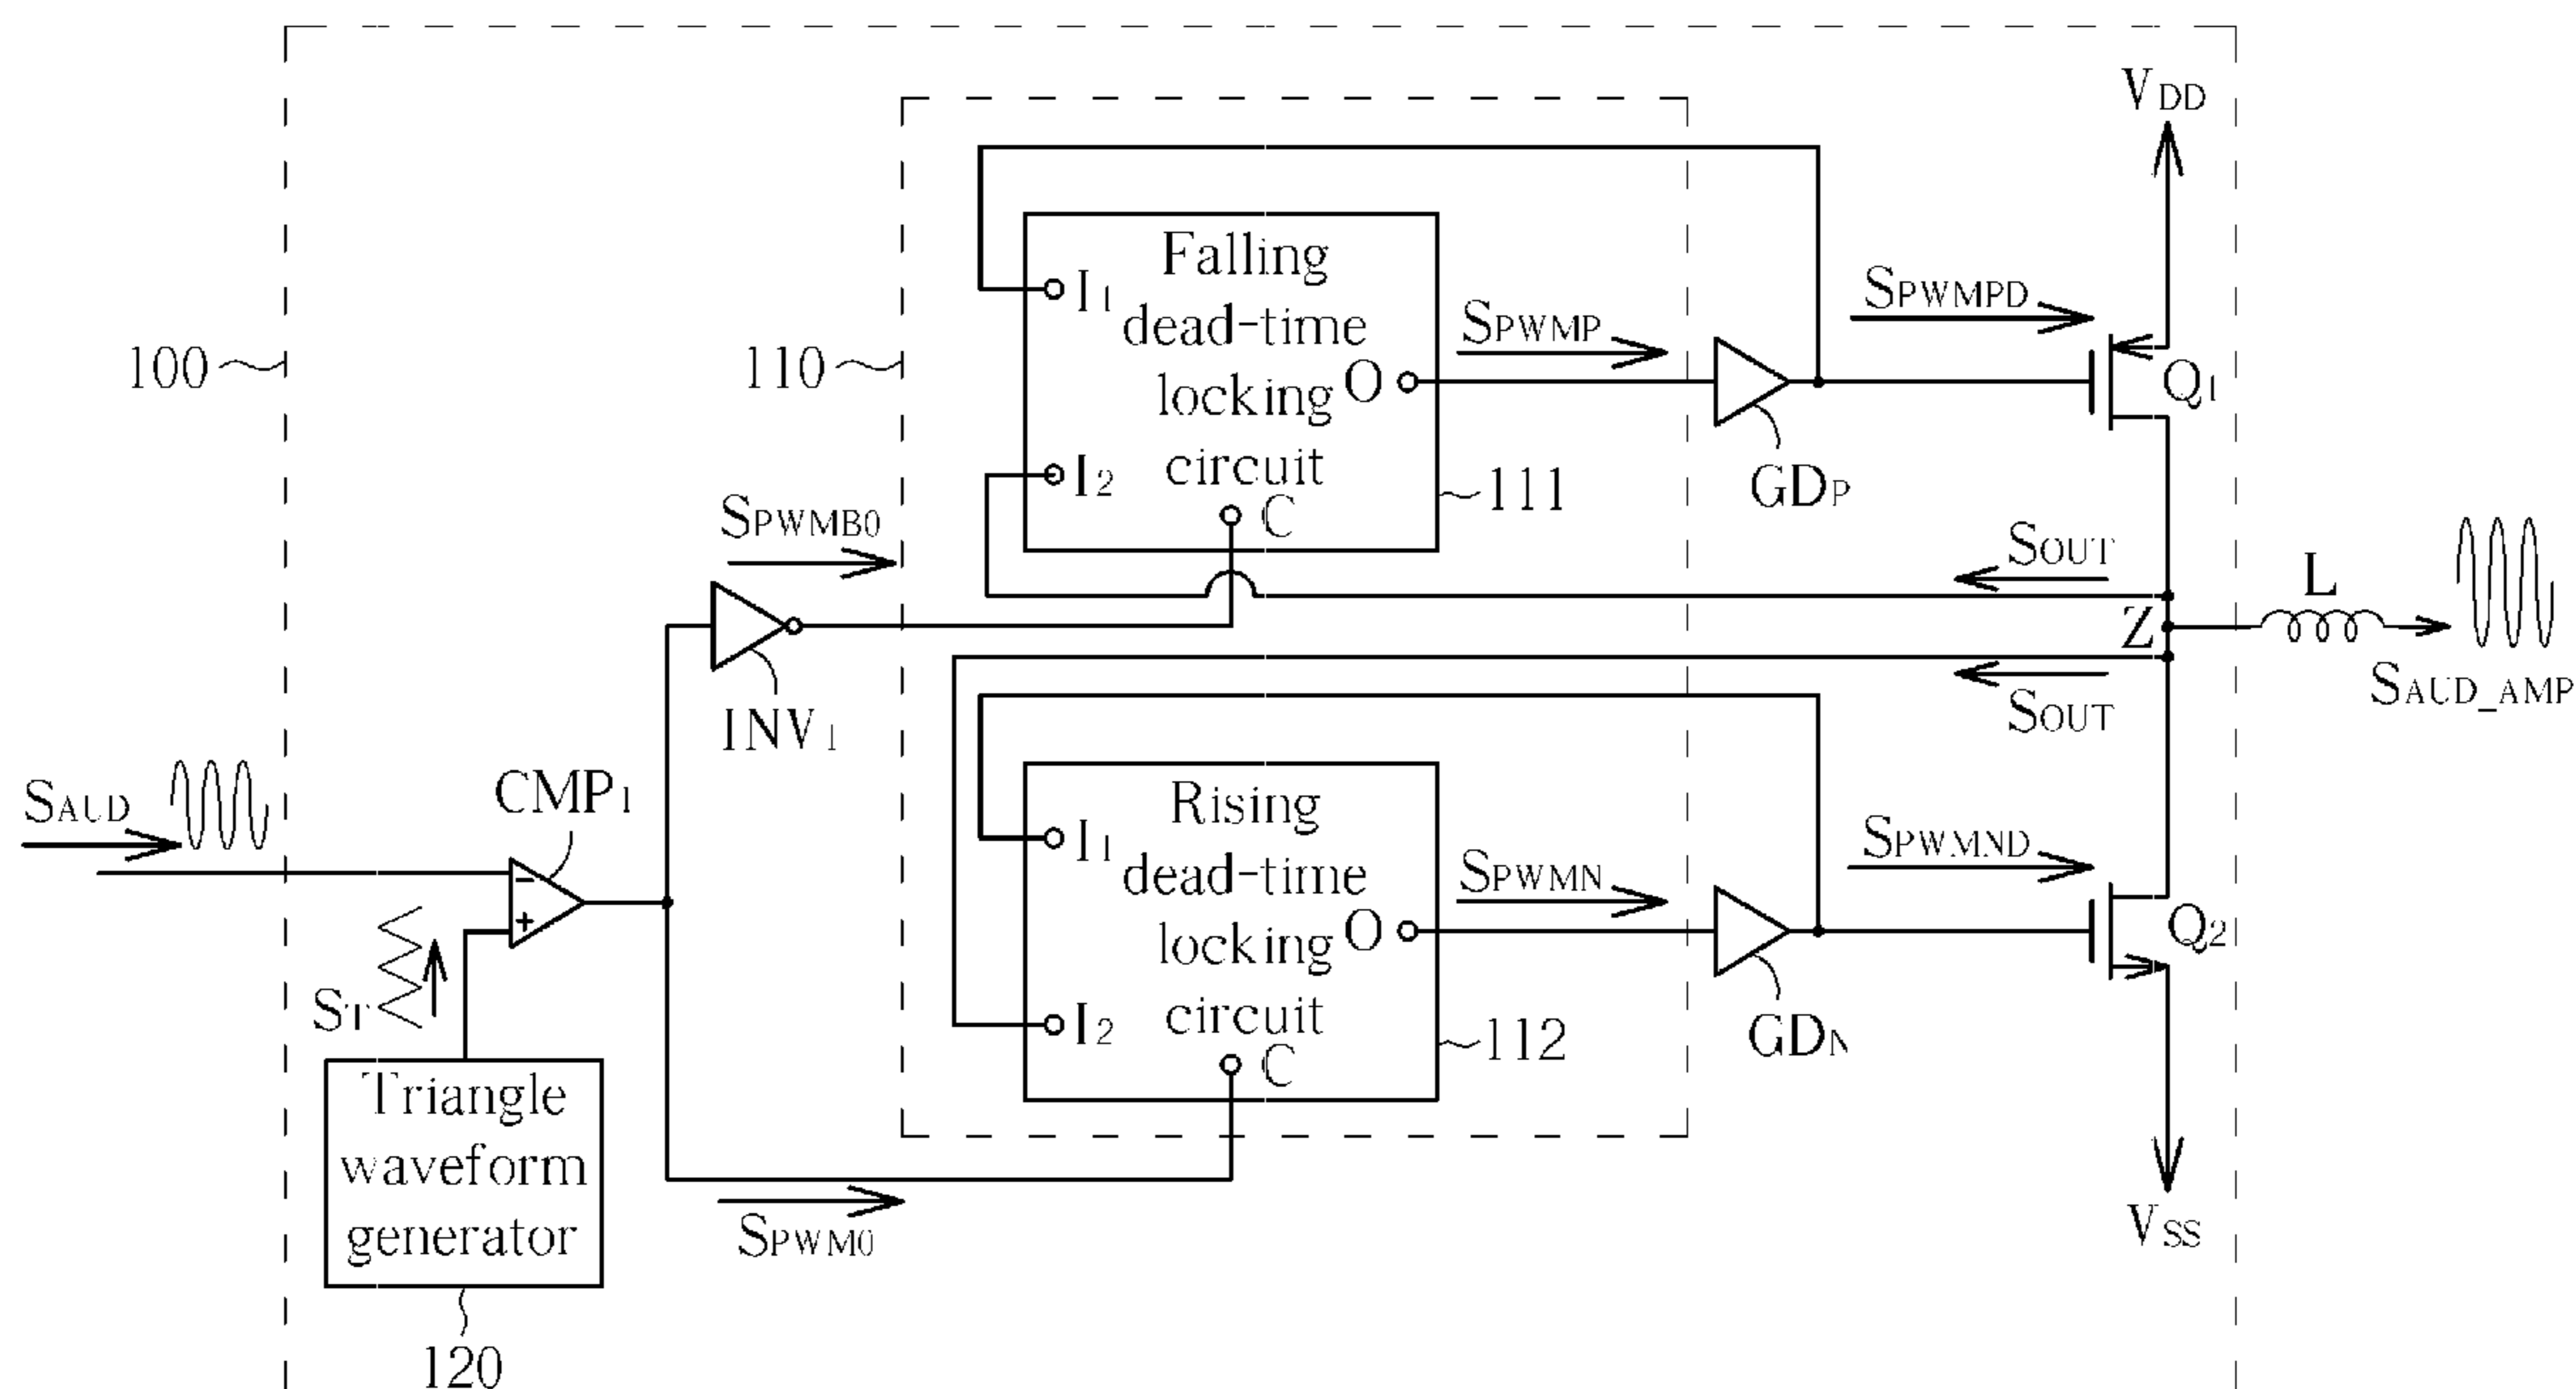 VDD
I1
Falling
dead-time
locking
circuit
O
I2
C
SPWMP
SPWMPD
Q1
100
110
111
GDP
SPWMB0
SOUT
L
Z
INV1
SOUT
SAUD_AMP
SAUD
CMP1
-
+
I1
Rising
dead-time
locking
circuit
O
I2
C
SPWMN
SPWMND
Q2
ST
112
GDN
Triangle
waveform
generator
SPWM0
VSS
120